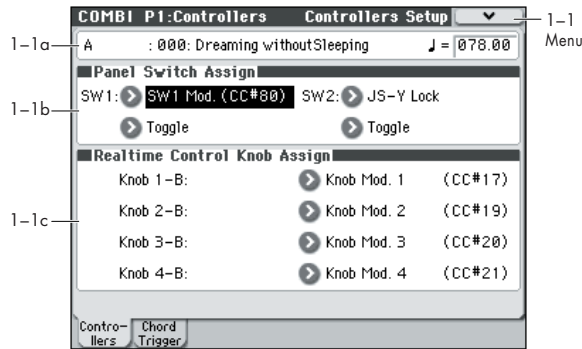 COMBI P1:Controllers Controllers Setup
1-1
Menu
1-1a
A :000: Dreaming withoutSleeping ♩= 078.00
1-1b
Panel Switch Assign
SW1: SW1 Mod. (CC#80) SW2: JS-Y Lock
Toggle Toggle
1-1c
Realtime Control Knob Assign
Knob 1-B: Knob Mod. 1 (CC#17)
Knob 2-B: Knob Mod. 2 (CC#19)
Knob 3-B: Knob Mod. 3 (CC#20)
Knob 4-B: Knob Mod. 4 (CC#21)
Contro-
llers
Chord
Trigger